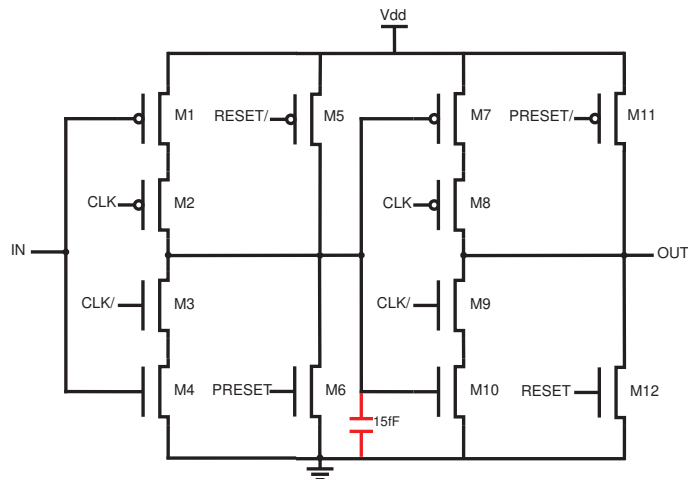 Vdd
M1
RESET/
M5
M7
PRESET/
M11
CLK
M2
CLK
M8
IN
OUT
CLK/
M3
CLK/
M9
M4
PRESET
M6
M10
RESET
M12
15fF